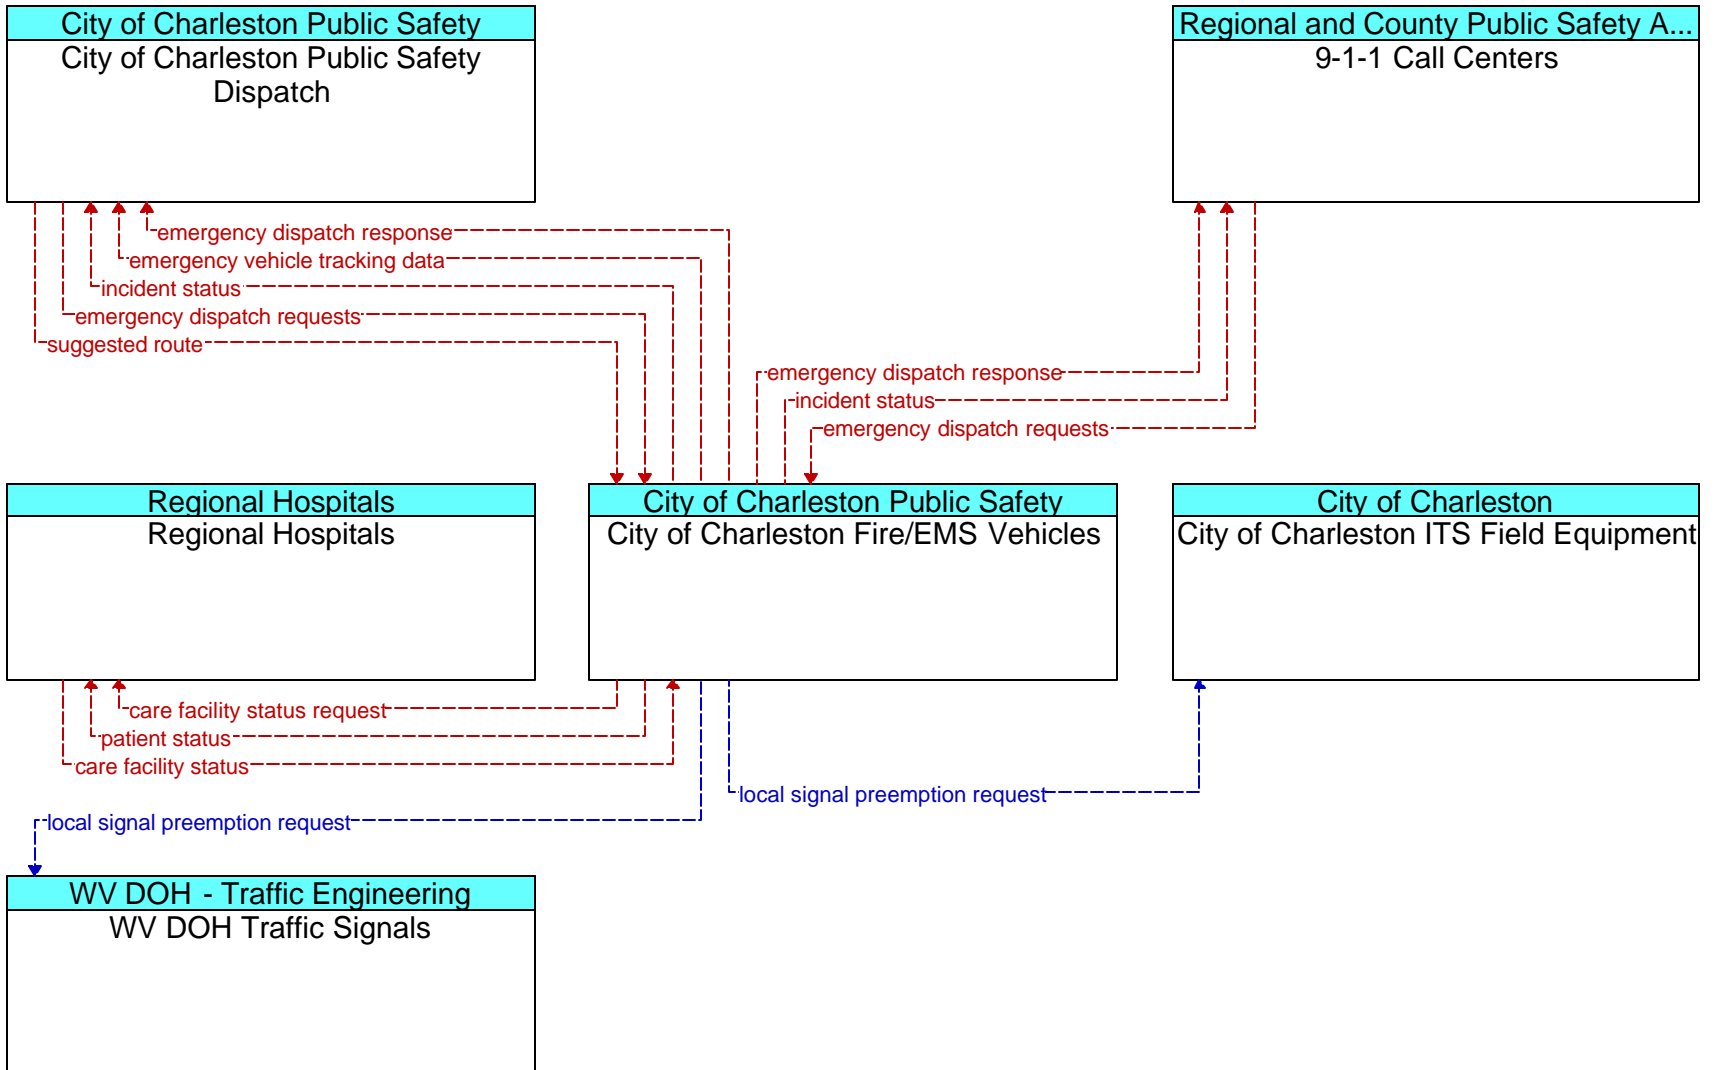 City of Charleston Public Safety
City of Charleston Public Safety
Dispatch
Regional and County Public Safety A...
9-1-1 Call Centers
emergency dispatch response
emergency vehicle tracking data
incident status
emergency dispatch requests
suggested route
emergency dispatch response
incident status
emergency dispatch requests
Regional Hospitals
Regional Hospitals
City of Charleston Public Safety
City of Charleston Fire/EMS Vehicles
City of Charleston
City of Charleston ITS Field Equipment
care facility status request
patient status
care facility status
local signal preemption request
local signal preemption request
WV DOH - Traffic Engineering
WV DOH Traffic Signals